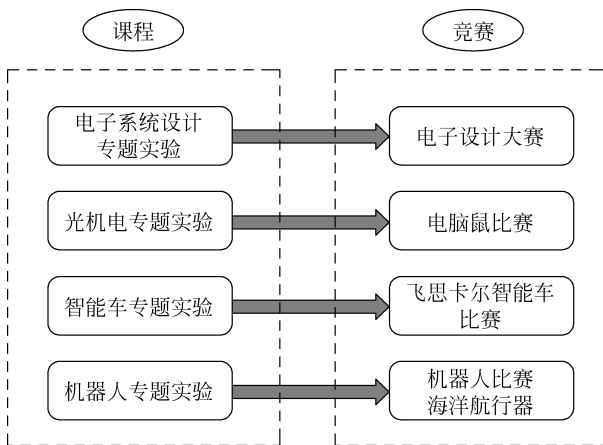 课程
竞赛
电子系统设计
专题实验
电子设计大赛
光机电专题实验
电脑鼠比赛
智能车专题实验
飞思卡尔智能车
比赛
机器人专题实验
机器人比赛
海洋航行器